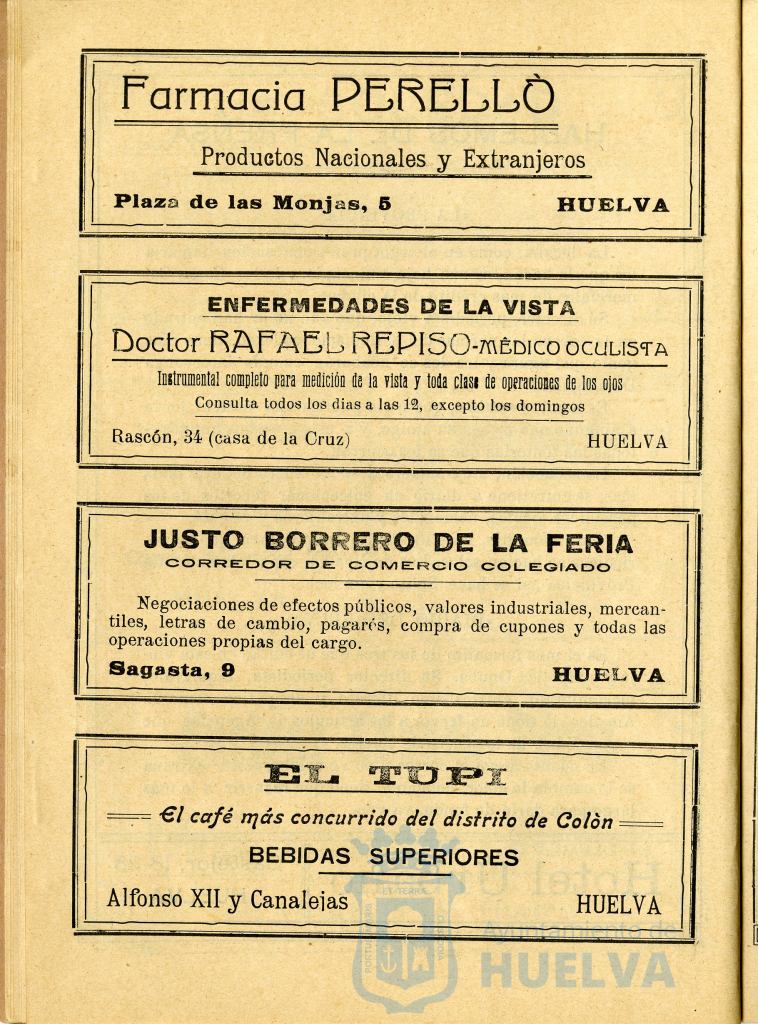 Farmacia PERELLÒ
Productos Nacionales y Extranjeros
Plaza de las Monjas, 5 HUELVA
ENFERMEDADES DE LA VISTA
Doctor RAFAEL REPISO-MÉDICO OCULISTA
Instrumental completo para medición de la vista y toda clase de operaciones de los ojos
Consulta todos los dias a las 12, excepto los domingos
Rascón, 34 (casa de la Cruz) HUELVA
JUSTO BORRERO DE LA FERIA
CORREDOR DE COMERCIO COLEGIADO
Negociaciones de efectos públicos, valores industriales, mercan-
tiles, letras de cambio, pagarés, compra de cupones y todas las
operaciones propias del cargo.
Sagasta, 9 HUELVA
EL TUPI
El café más concurrido del distrito de Colòn
BEBIDAS SUPERIORES
Alfonso XII y Canalejas HUELVA
Ayuntamiento de
HUELVA